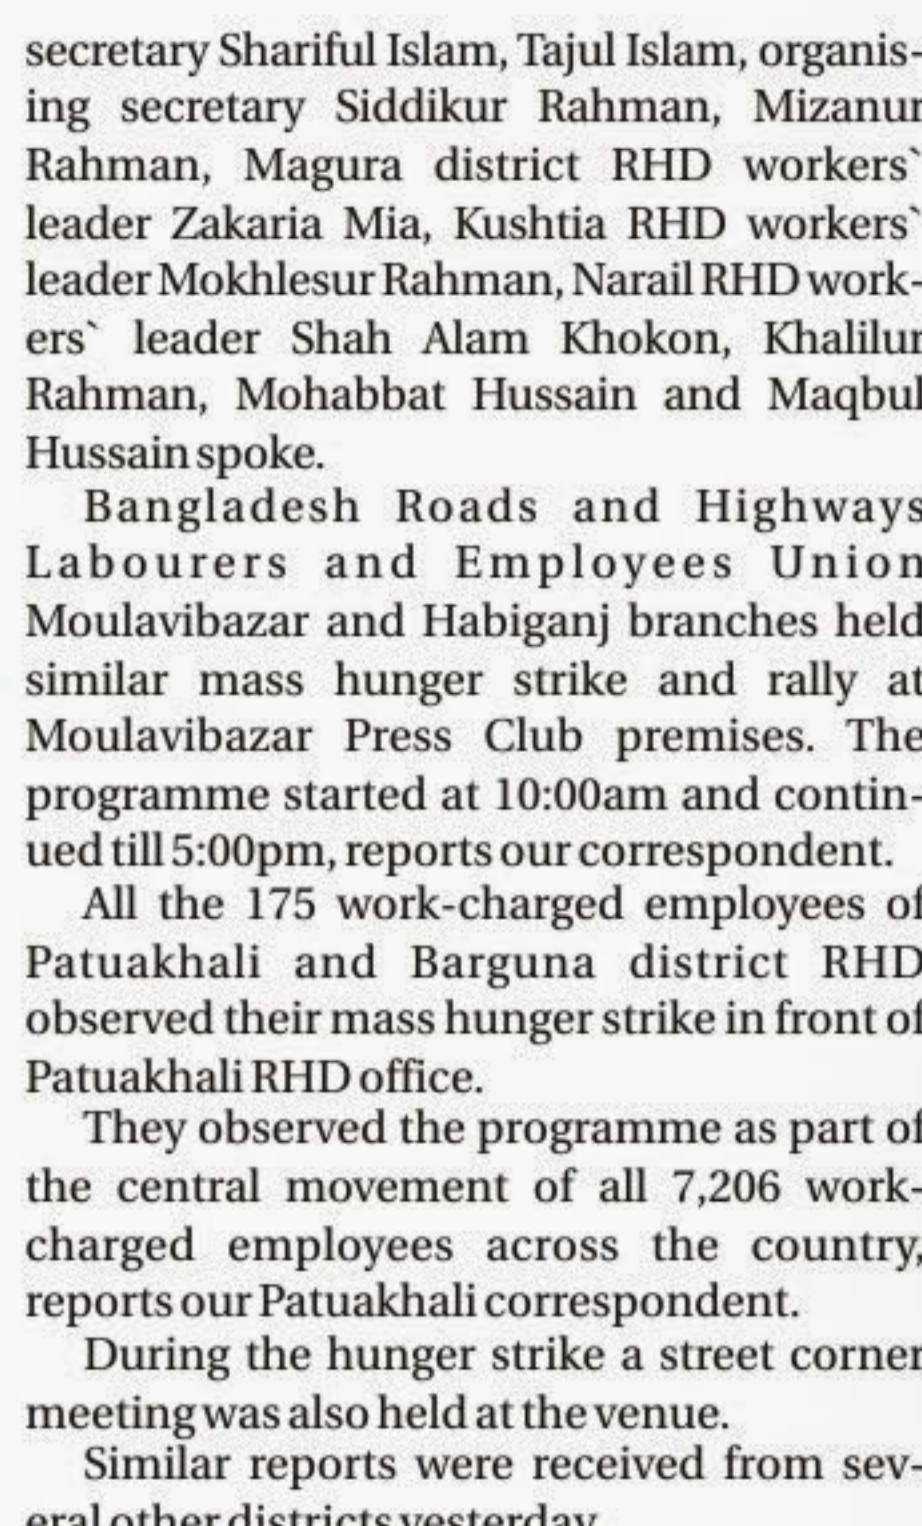 secretary Shariful Islam, Tajul Islam, organis-
ing secretary Siddikur Rahman, Mizanur
Rahman, Magura district RHD workers`
leader Zakaria Mia, Kushtia RHD workers`
leader Mokhlesur Rahman, Narail RHD work-
ers` leader Shah Alam Khokon, Khalilur
Rahman, Mohabbat Hussain and Maqbul
Hussain spoke.
Bangladesh Roads and Highways
Labourers and Employees Union
Moulavibazar and Habiganj branches held
similar mass hunger strike and rally at
Moulavibazar Press Club premises. The
programme started at 10:00am and contin-
ued till 5:00pm, reports our correspondent.
All the 175 work-charged employees of
Patuakhali and Barguna district RHD
observed their mass hunger strike in front of
Patuakhali RHD office.
They observed the programme as part of
the central movement of all 7,206 work-
charged employees across the country,
reports our Patuakhali correspondent.
During the hunger strike a street corner
meeting was also held at the venue.
Similar reports were received from sev-
eral other districts yesterday.